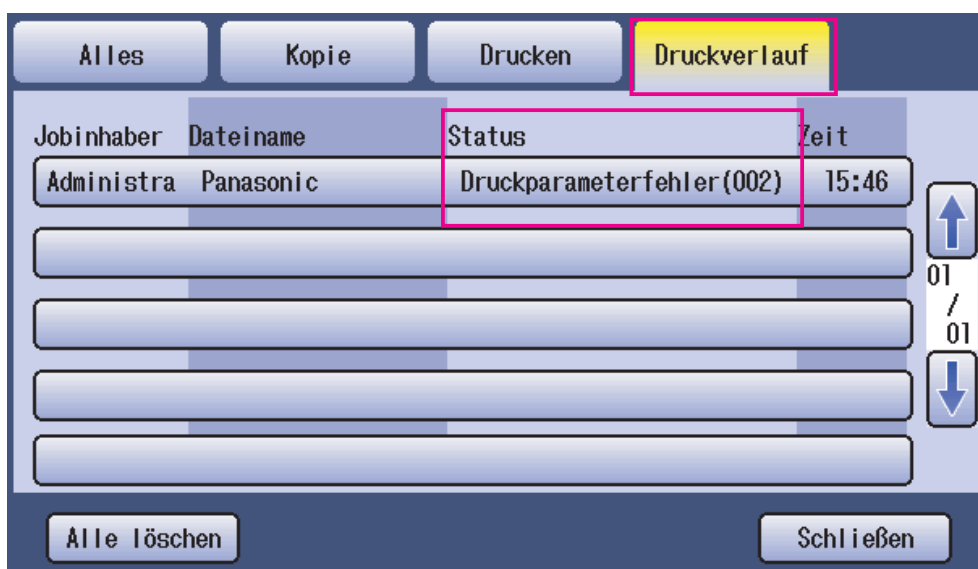 Alles Kopie Drucken Druckverlauf
Jobinhaber Dateiname Status Zeit
Administra Panasonic Druckparameterfehler(002) 15:46
01
/
01
Alle löschen Schließen